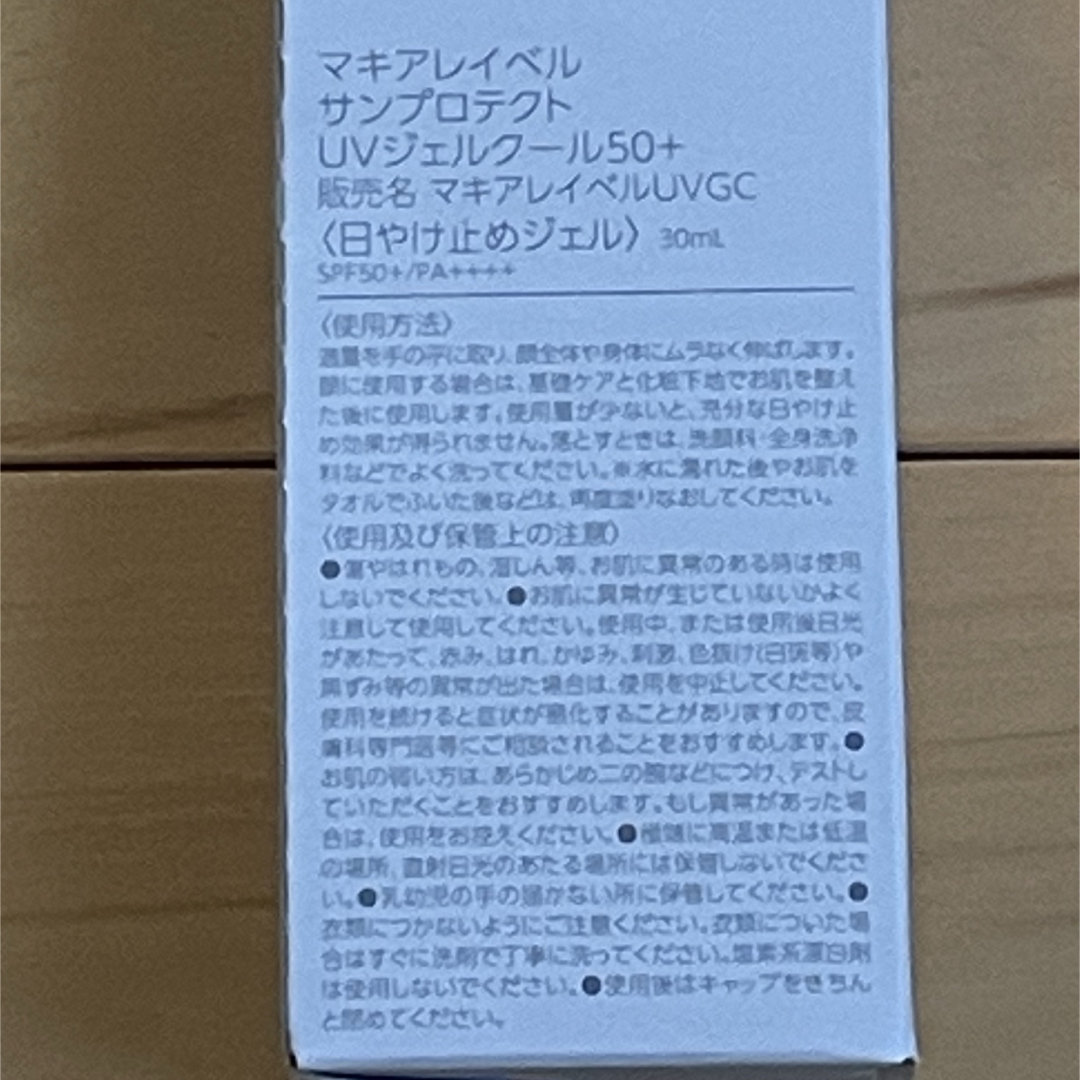 マキアレイベル
サンプロテクト
UVジェルクール50+
販売名 マキアレイベルUVGC
〈日やけ止めジェル〉 30mL
SPF50+/PA++++
〈使用方法〉
適量を手の平に取り、顔全体や身体にムラなく伸ばします。
顔に使用する場合は、基礎ケアと化粧下地でお肌を整え
た後に使用します。使用量が少ないと、充分な日やけ止
め効果が得られません。落とすときは、洗顔料・全身洗浄
料などでよく洗ってください。※水に濡れた後やお肌を
タオルでふいた後などは、再度塗りなおしてください。
〈使用及び保管上の注意〉
●傷やはれもの、湿しん等、お肌に異常のある時は使用
しないでください。●お肌に異常が生じていないかよく
注意して使用してください。使用中、または使用後日光
があたって、赤み、はれ、かゆみ、刺激、色抜け(白斑等)や
黒ずみ等の異常が出た場合は、使用を中止してください。
使用を続けると症状が悪化することがありますので、皮
膚科専門医等にご相談されることをおすすめします。●
お肌の弱い方は、あらかじめ二の腕などにつけ、テストし
ていただくことをおすすめします。もし異常があった場
合は、使用をお控えください。●極端に高温または低温
の場所、直射日光のあたる場所には保管しないでくださ
い。●乳幼児の手の届かない所に保管してください。●
衣類につかないようにご注意ください。衣類についた場
合はすぐに洗剤で丁寧に洗ってください。塩素系漂白剤
は使用しないでください。●使用後はキャップをきちん
と閉めてください。